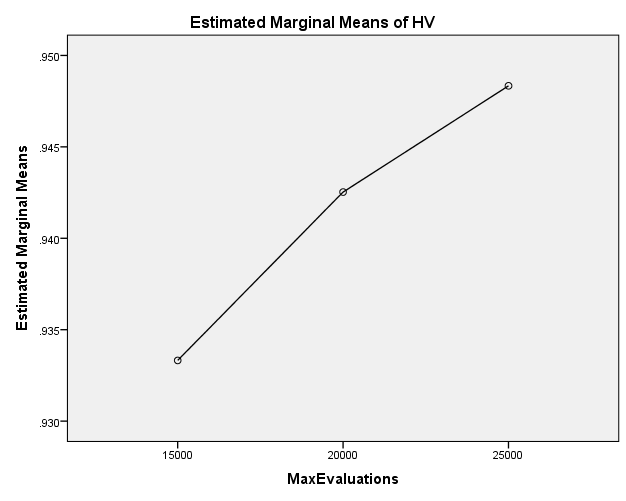 Estimated Marginal Means of HV
Estimated Marginal Means
.950
.945
.940
.935
.930
15000 20000 25000
MaxEvaluations